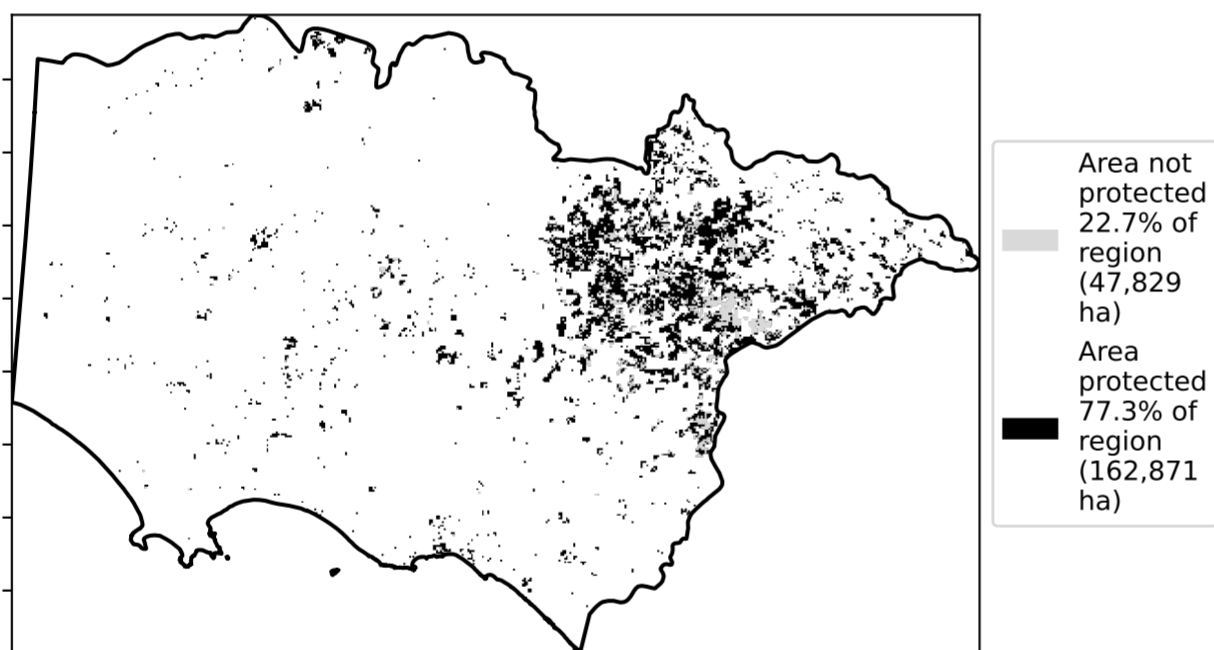 Area not
protected
22.7% of
region
(47,829
ha)
Area
protected
77.3% of
region
(162,871
ha)